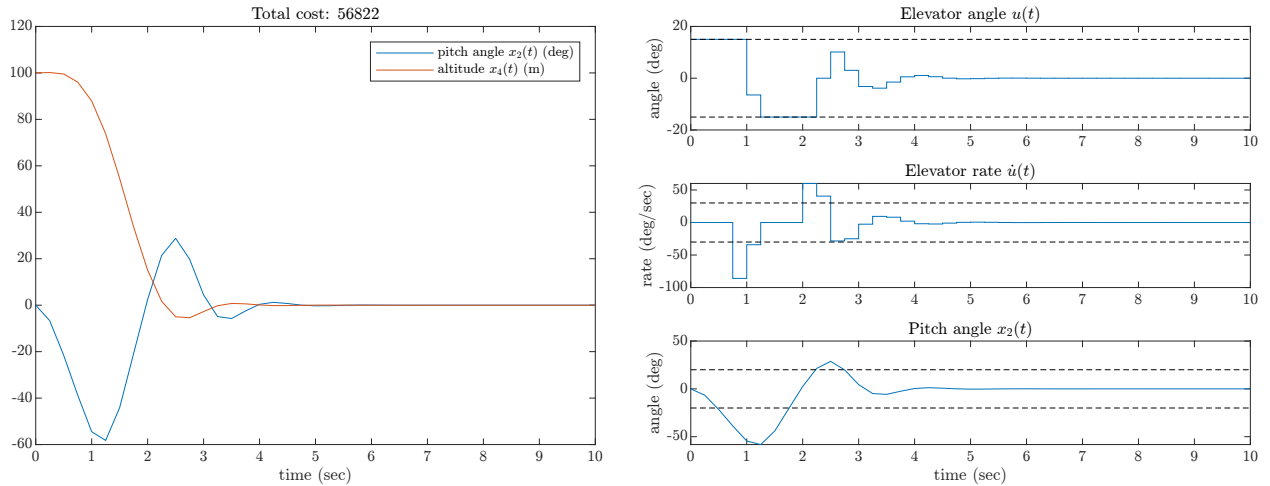 Total cost: 56822
120
100
80
60
40
20
0
-20
-40
-60
pitch angle x₂(t) (deg)
altitude x₄(t) (m)
0 1 2 3 4 5 6 7 8 9 10
time (sec)
Elevator angle u(t)
angle (deg)
20
0
-20
0 1 2 3 4 5 6 7 8 9 10
Elevator rate u̇(t)
rate (deg/sec)
50
0
-50
-100
0 1 2 3 4 5 6 7 8 9 10
Pitch angle x₂(t)
angle (deg)
50
0
-50
0 1 2 3 4 5 6 7 8 9 10
time (sec)